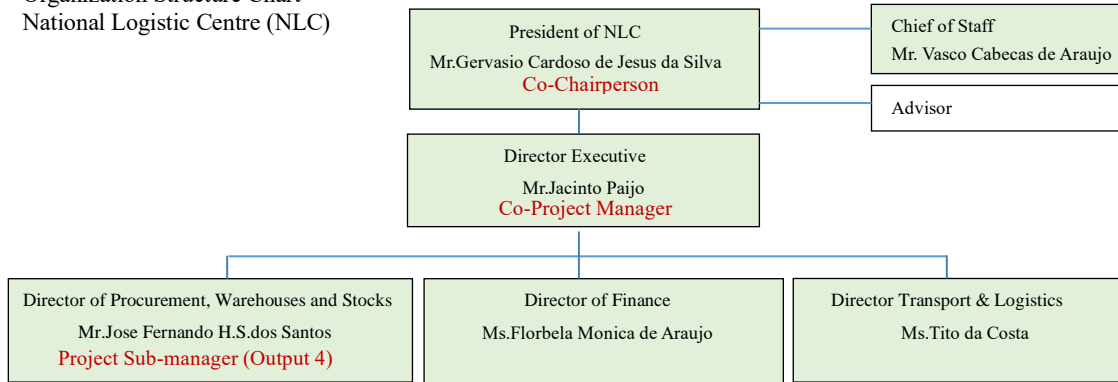 Organization Structure Chart
National Logistic Centre (NLC)
President of NLC
Mr.Gervasio Cardoso de Jesus da Silva
Co-Chairperson
Chief of Staff
Mr. Vasco Cabecas de Araujo
Advisor
Director Executive
Mr.Jacinto Paijo
Co-Project Manager
Director of Procurement, Warehouses and Stocks
Mr.Jose Fernando H.S.dos Santos
Project Sub-manager (Output 4)
Director of Finance
Ms.Florbela Monica de Araujo
Director Transport & Logistics
Ms.Tito da Costa